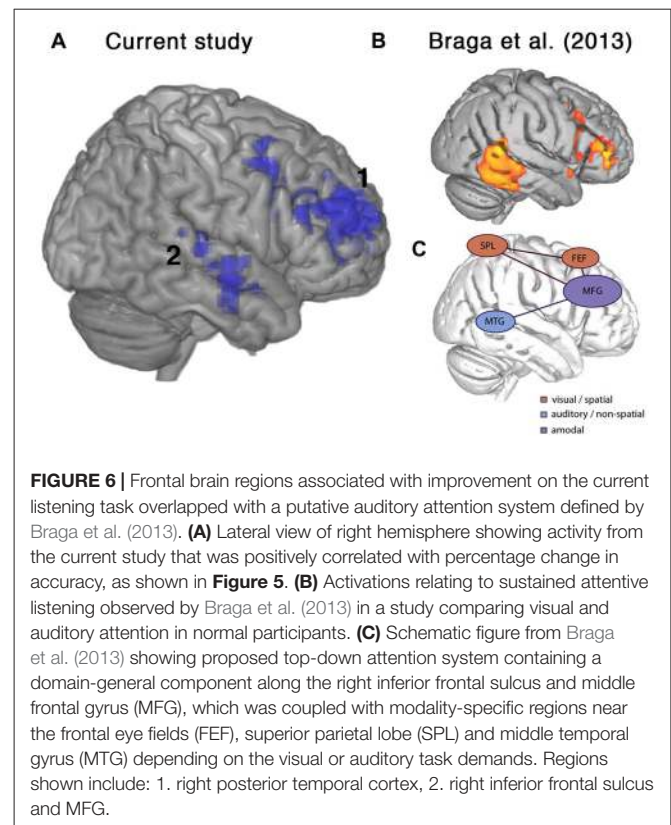 A Current study
B Braga et al. (2013)
1
2
C
SPL
FEF
MFG
MTG
visual / spatial
auditory / non-spatial
amodal
FIGURE 6 | Frontal brain regions associated with improvement on the current
listening task overlapped with a putative auditory attention system defined by
Braga et al. (2013). (A) Lateral view of right hemisphere showing activity from
the current study that was positively correlated with percentage change in
accuracy, as shown in Figure 5. (B) Activations relating to sustained attentive
listening observed by Braga et al. (2013) in a study comparing visual and
auditory attention in normal participants. (C) Schematic figure from Braga
et al. (2013) showing proposed top-down attention system containing a
domain-general component along the right inferior frontal sulcus and middle
frontal gyrus (MFG), which was coupled with modality-specific regions near
the frontal eye fields (FEF), superior parietal lobe (SPL) and middle temporal
gyrus (MTG) depending on the visual or auditory task demands. Regions
shown include: 1. right posterior temporal cortex, 2. right inferior frontal sulcus
and MFG.